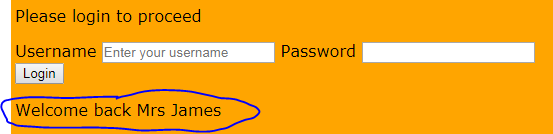 Please login to proceed
Username Enter your username Password
Login
Welcome back Mrs James